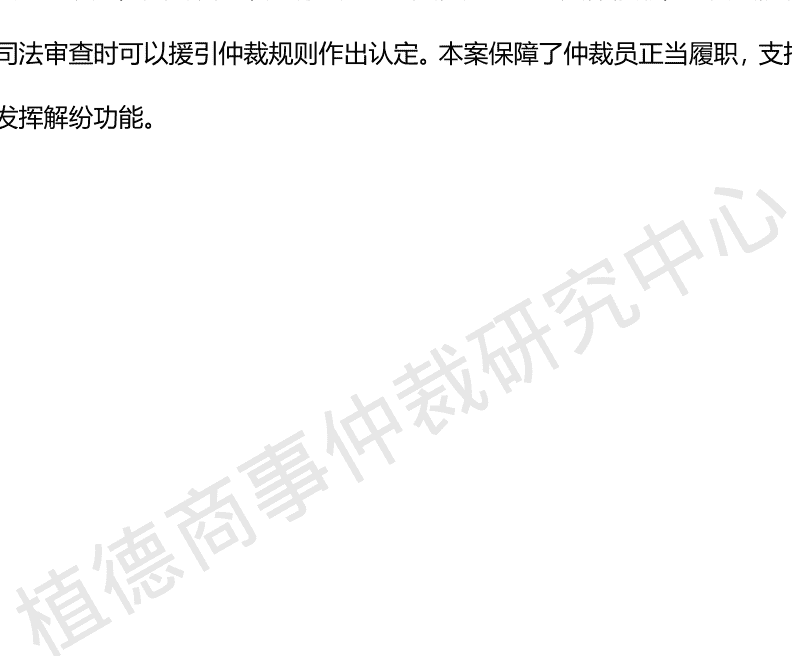 司法审查时可以援引仲裁规则作出认定。本案保障了仲裁员正当履职，支持
发挥解纷功能。
植德商事仲裁研究中心